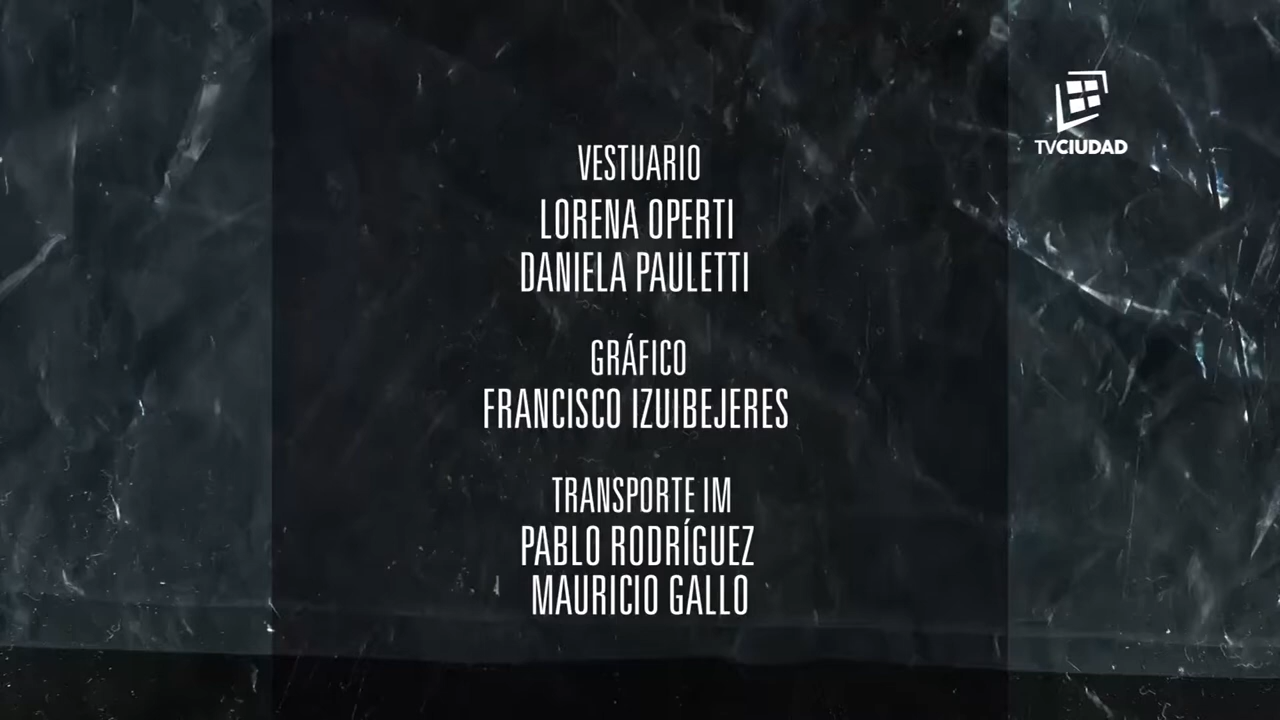 TVCIUDAD
VESTUARIO
LORENA OPERTI
DANIELA PAULETTI
GRÁFICO
FRANCISCO IZUIBEJERES
TRANSPORTE IM
PABLO RODRÍGUEZ
MAURICIO GALLO